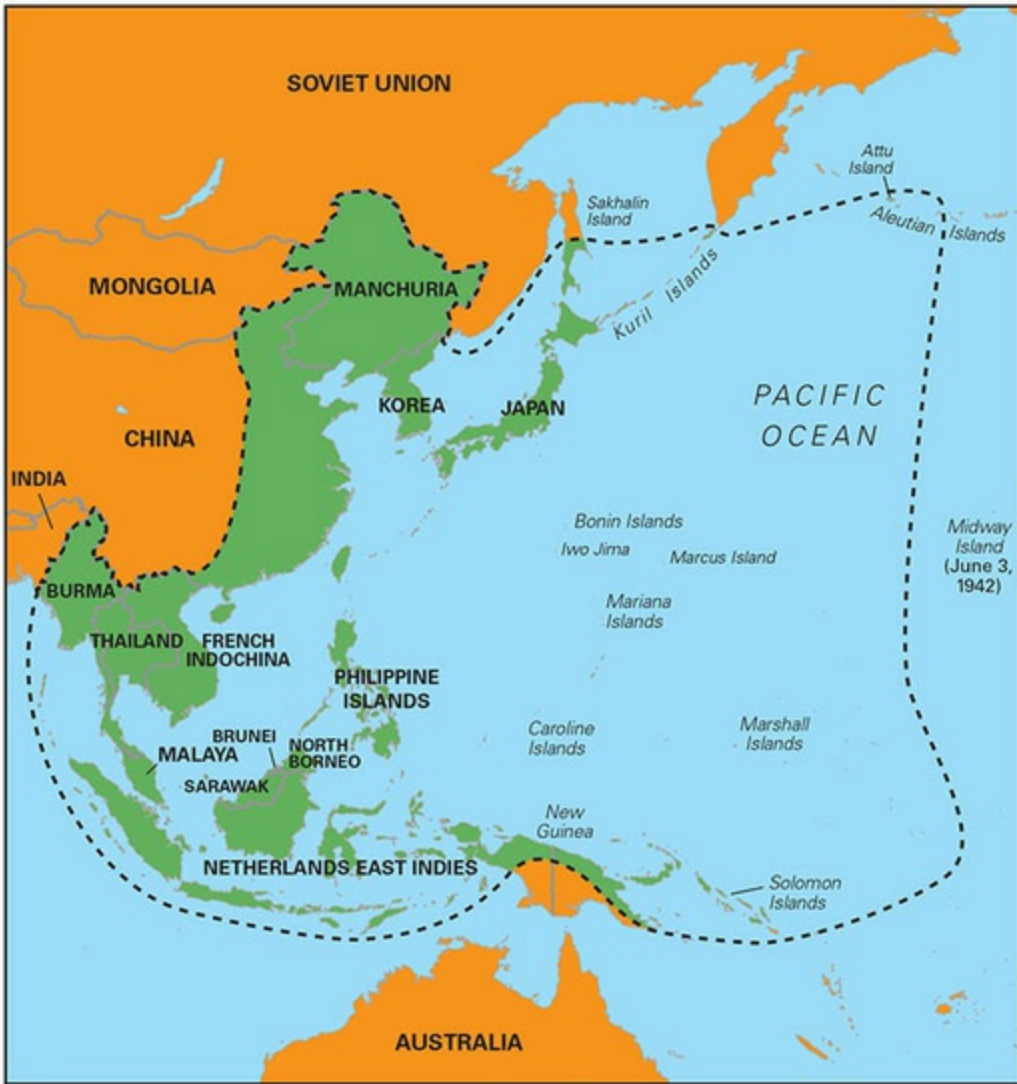 SOVIET UNION
Attu
Island
Sakhalin
Island
Aleutian Islands
MONGOLIA
MANCHURIA
Kuril Islands
PACIFIC
OCEAN
KOREA
JAPAN
CHINA
INDIA
Bonin Islands
Iwo Jima
Marcus Island
Midway
Island
(June 3,
1942)
BURMA
Mariana
Islands
THAILAND
FRENCH
INDOCHINA
PHILIPPINE
ISLANDS
Caroline
Islands
Marshall
Islands
BRUNEI
MALAYA
NORTH
BORNEO
SARAWAK
New
Guinea
NETHERLANDS EAST INDIES
Solomon
Islands
AUSTRALIA